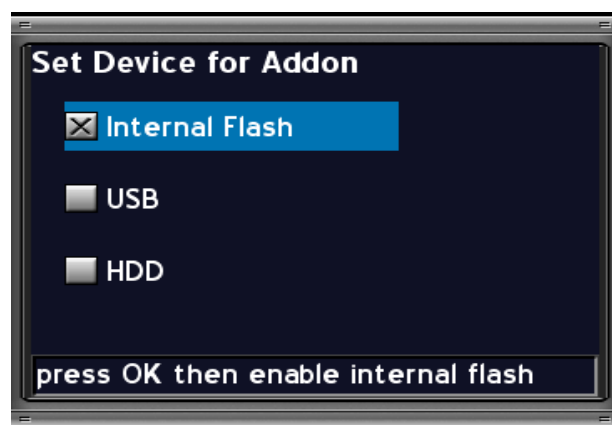 Set Device for Addon
Internal Flash
USB
HDD
press OK then enable internal flash